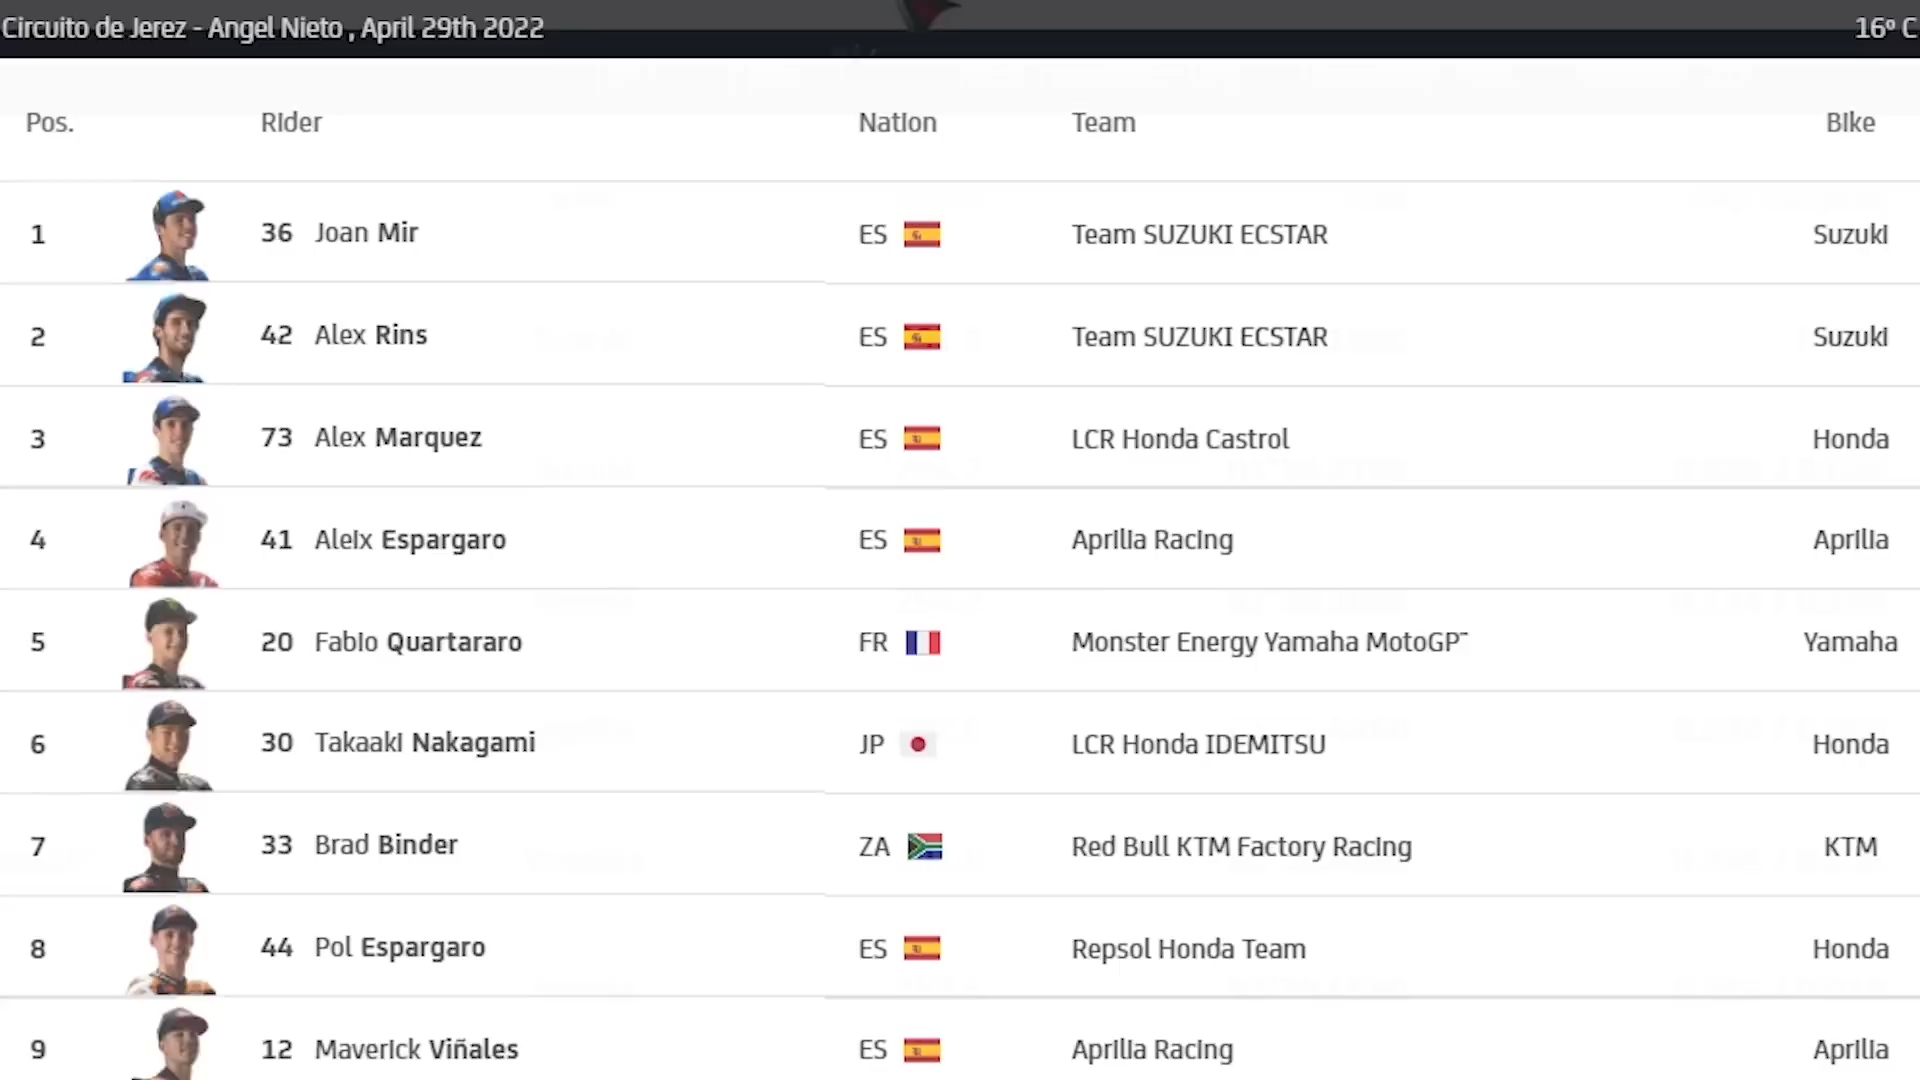 Circuito de Jerez - Angel Nieto , April 29th 2022 16º C
Pos. Rider Nation Team Bike
1 36 Joan Mir ES Team SUZUKI ECSTAR Suzuki
2 42 Alex Rins ES Team SUZUKI ECSTAR Suzuki
3 73 Alex Marquez ES LCR Honda Castrol Honda
4 41 Aleix Espargaro ES Aprilia Racing Aprilia
5 20 Fabio Quartararo FR Monster Energy Yamaha MotoGP™ Yamaha
6 30 Takaaki Nakagami JP LCR Honda IDEMITSU Honda
7 33 Brad Binder ZA Red Bull KTM Factory Racing KTM
8 44 Pol Espargaro ES Repsol Honda Team Honda
9 12 Maverick Viñales ES Aprilia Racing Aprilia